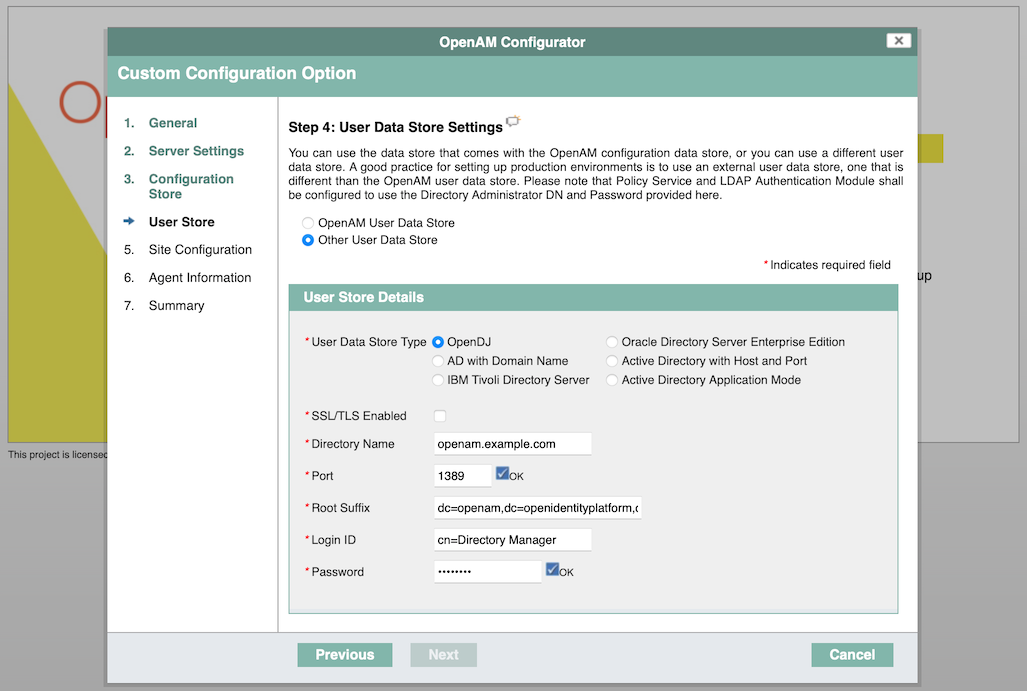 OpenAM Configurator
Custom Configuration Option
1. General
2. Server Settings
3. Configuration
Store
User Store
5. Site Configuration
6. Agent Information
7. Summary
Step 4: User Data Store Settings
You can use the data store that comes with the OpenAM configuration data store, or you can use a different user
data store. A good practice for setting up production environments is to use an external user data store, one that is
different than the OpenAM user data store. Please note that Policy Service and LDAP Authentication Module shall
be configured to use the Directory Administrator DN and Password provided here.
OpenAM User Data Store
Other User Data Store
* Indicates required field
User Store Details
* User Data Store Type OpenDJ Oracle Directory Server Enterprise Edition
AD with Domain Name Active Directory with Host and Port
IBM Tivoli Directory Server Active Directory Application Mode
* SSL/TLS Enabled
* Directory Name openam.example.com
* Port 1389 OK
* Root Suffix dc=openam,dc=openidentityplatform,
* Login ID cn=Directory Manager
* Password •••••••• OK
Previous Next Cancel
up
This project is licensed